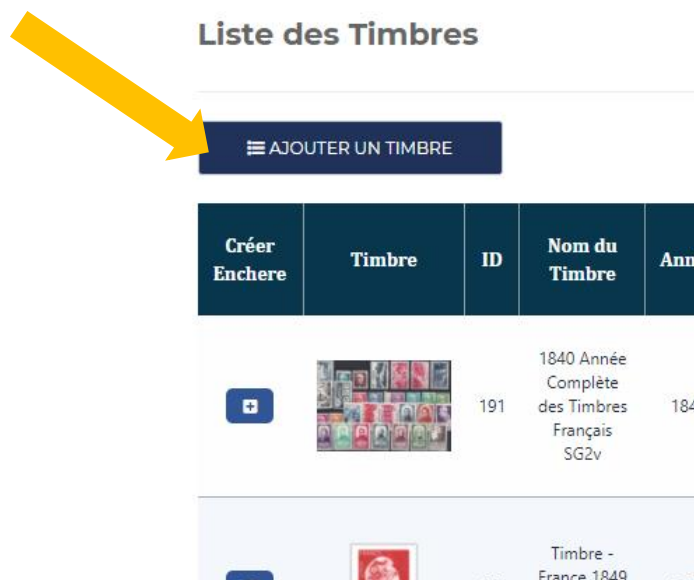 Liste des Timbres
AJOUTER UN TIMBRE
Créer
Enchere
Timbre
ID
Nom du
Timbre
191
1840 Année
Complète
des Timbres
Français
SG2v
Timbre -
France 1849